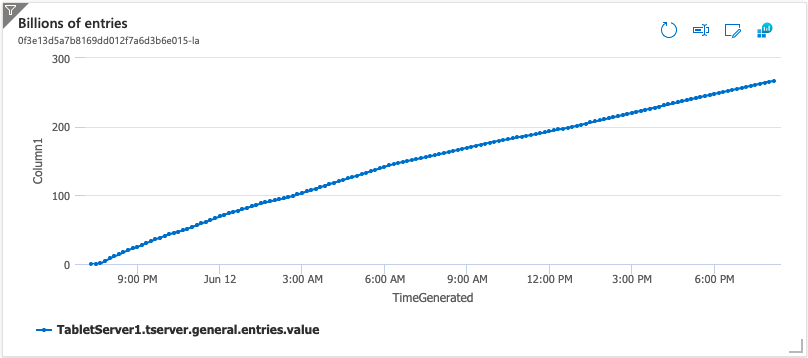 Billions of entries
0f3e13d5a7b8169dd012f7a6d3b6e015-la
300
200
100
0
Column1
9:00 PM Jun 12 3:00 AM 6:00 AM 9:00 AM 12:00 PM 3:00 PM 6:00 PM
TimeGenerated
TabletServer1.tserver.general.entries.value